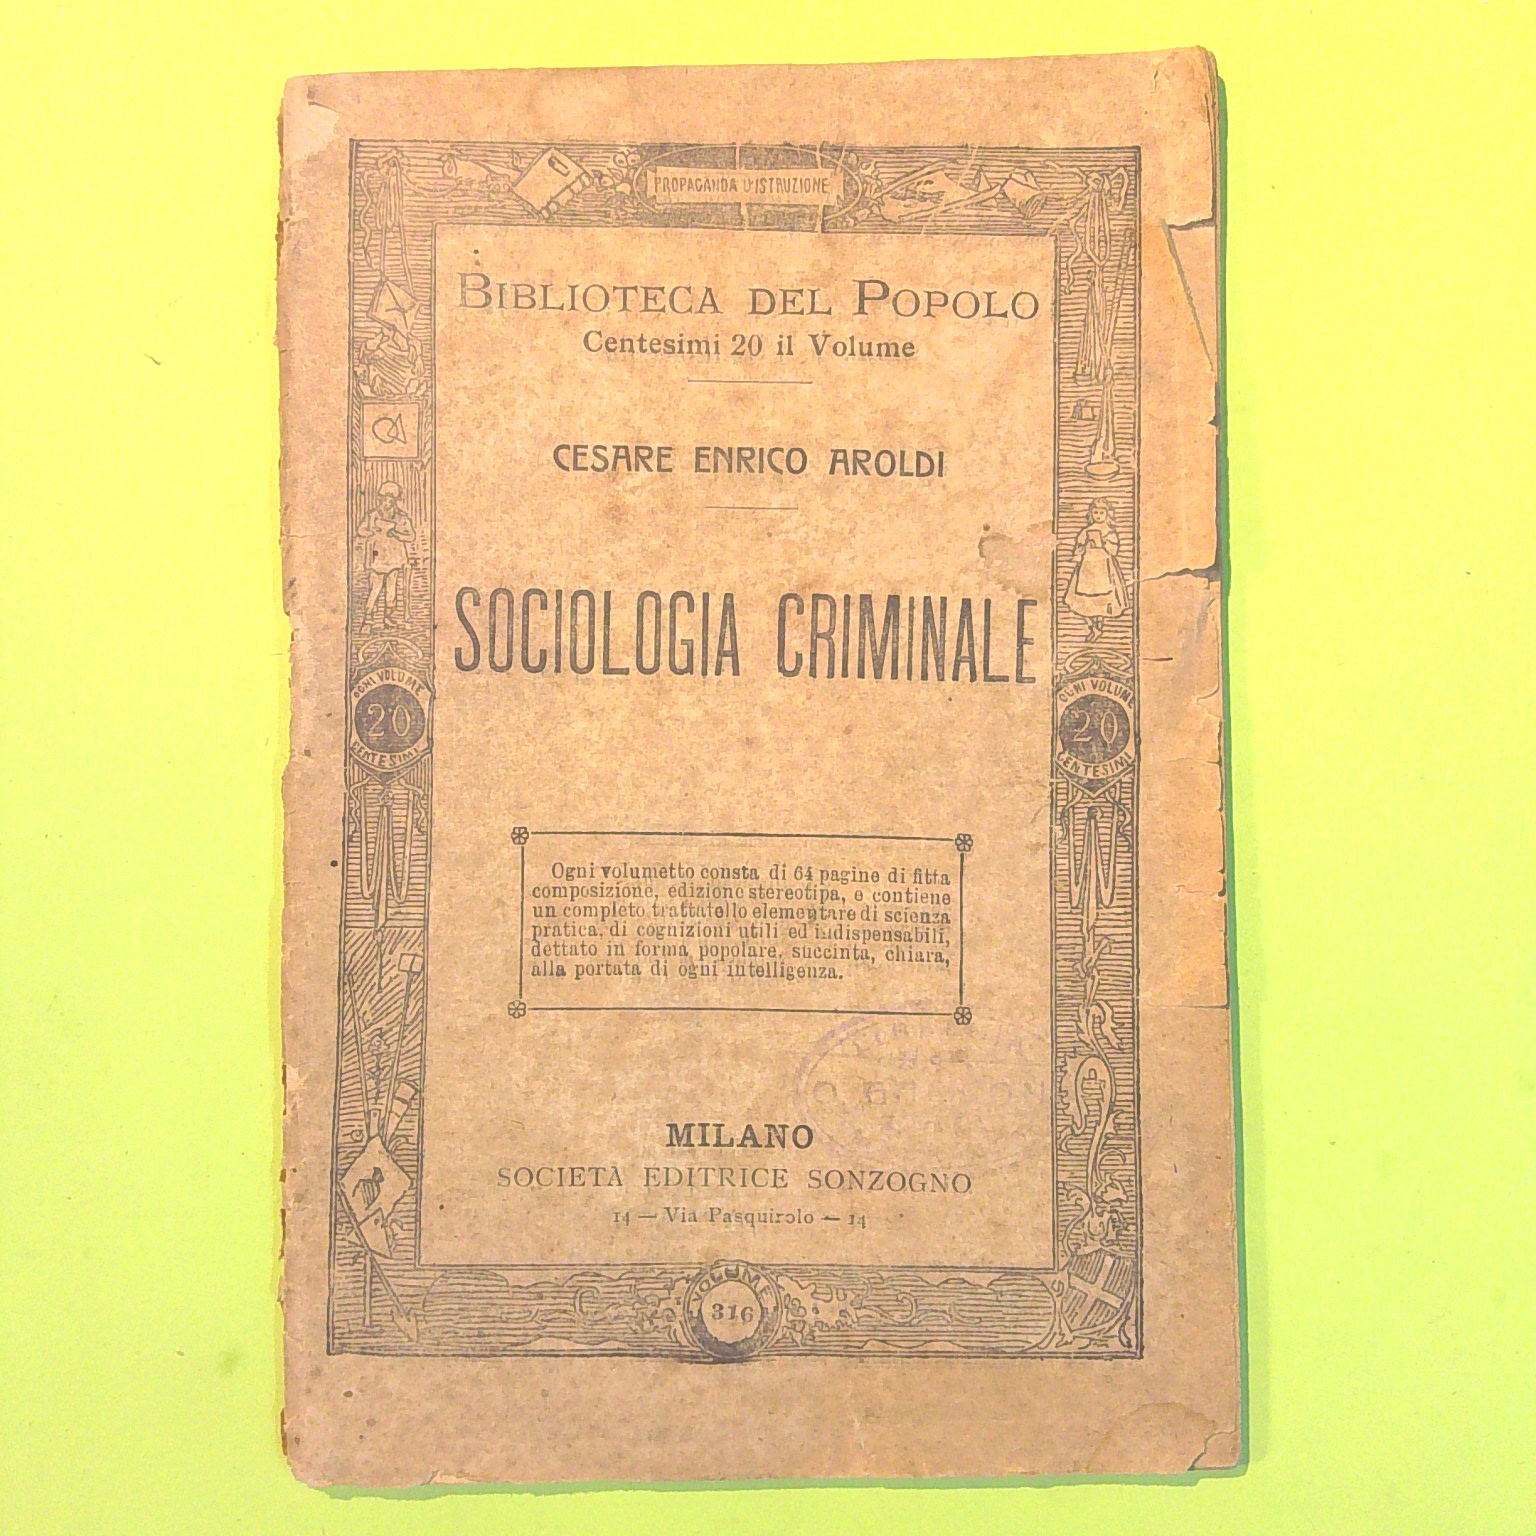 PROPAGANDA D'ISTRUZIONE
BIBLIOTECA DEL POPOLO
Centesimi 20 il Volume
CESARE ENRICO AROLDI
SOCIOLOGIA CRIMINALE
OGNI VOLUME
20
CENTESIMI
OGNI VOLUME
20
CENTESIMI
Ogni volumetto consta di 64 pagine di fitta
composizione, edizione stereotipa, e contiene
un completo trattatello elementare di scienza
pratica, di cognizioni utili ed indispensabili,
dettato in forma popolare, succinta, chiara,
alla portata di ogni intelligenza.
MILANO
SOCIETÀ EDITRICE SONZOGNO
14 — Via Pasquirolo — 14
VOLUME
316